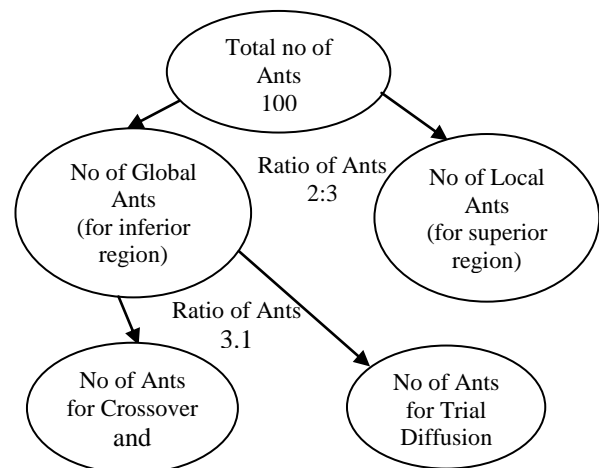 Total no of
Ants
100
No of Global
Ants
(for inferior
region)
Ratio of Ants
2:3
No of Local
Ants
(for superior
region)
Ratio of Ants
3.1
No of Ants
for Crossover
and
No of Ants
for Trial
Diffusion